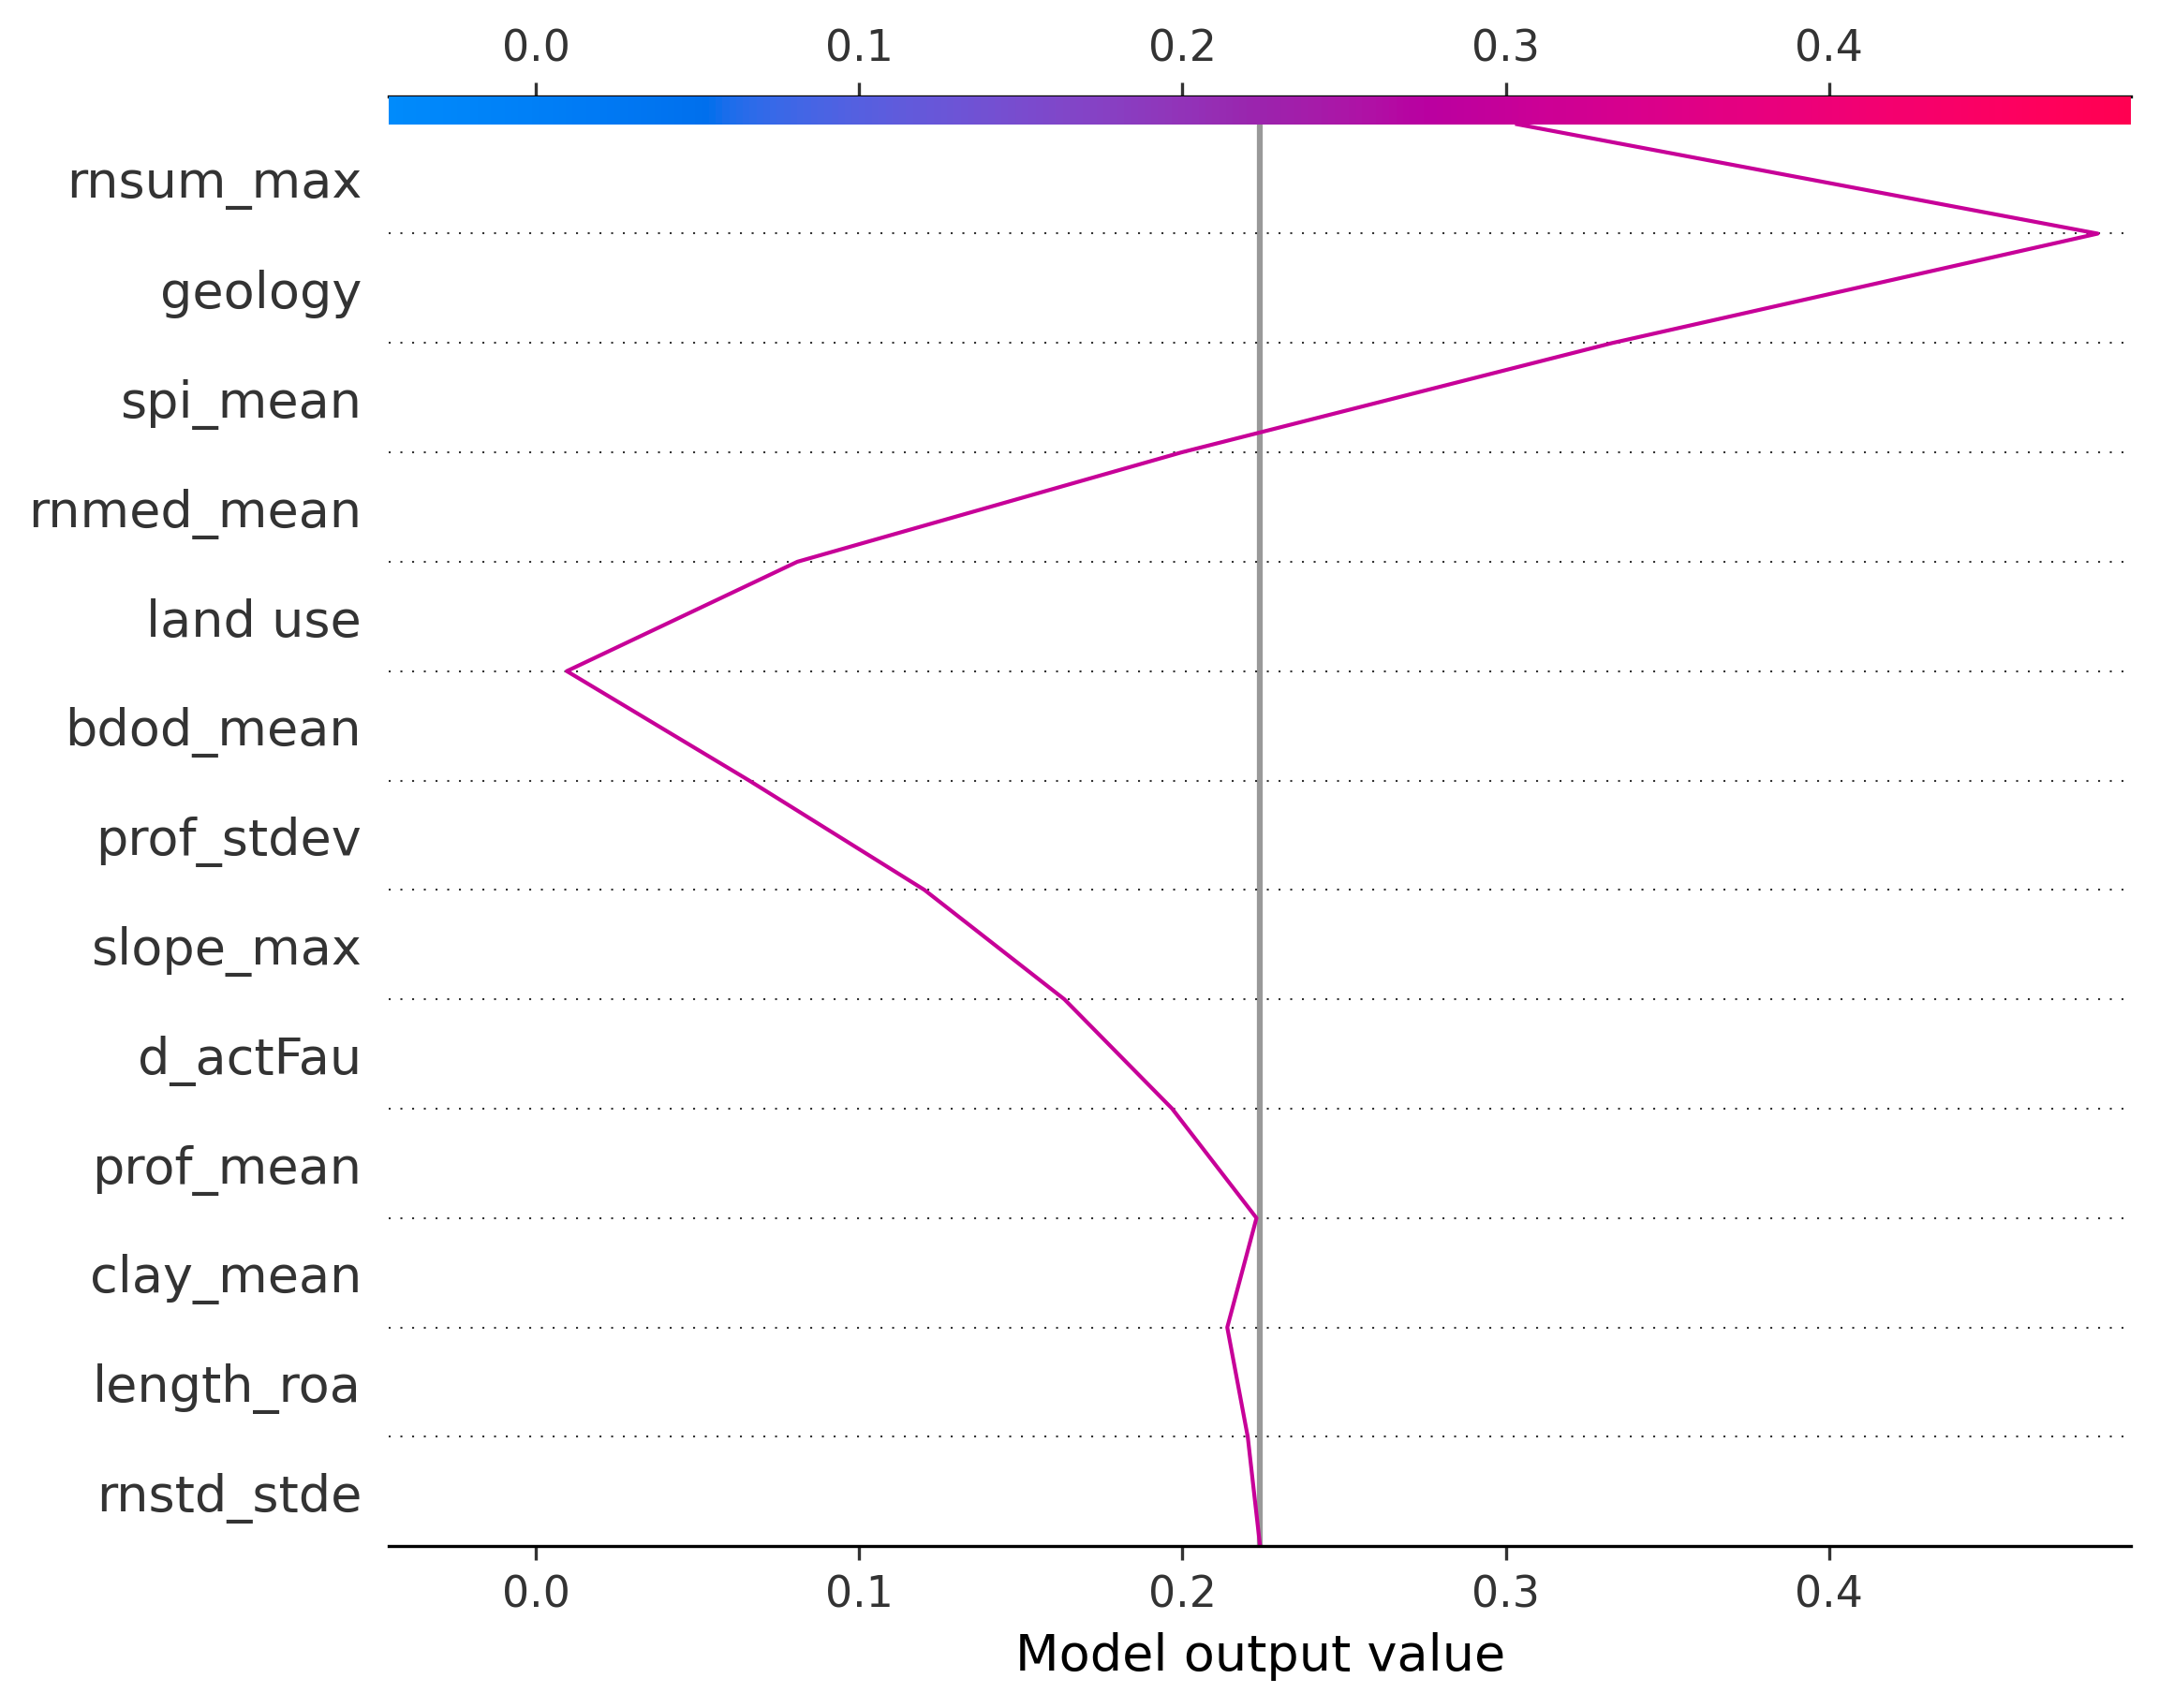 0.0 0.1 0.2 0.3 0.4
rnsum_max
geology
spi_mean
rnmed_mean
land use
bdod_mean
prof_stdev
slope_max
d_actFau
prof_mean
clay_mean
length_roa
rnstd_stde
0.0 0.1 0.2 0.3 0.4
Model output value